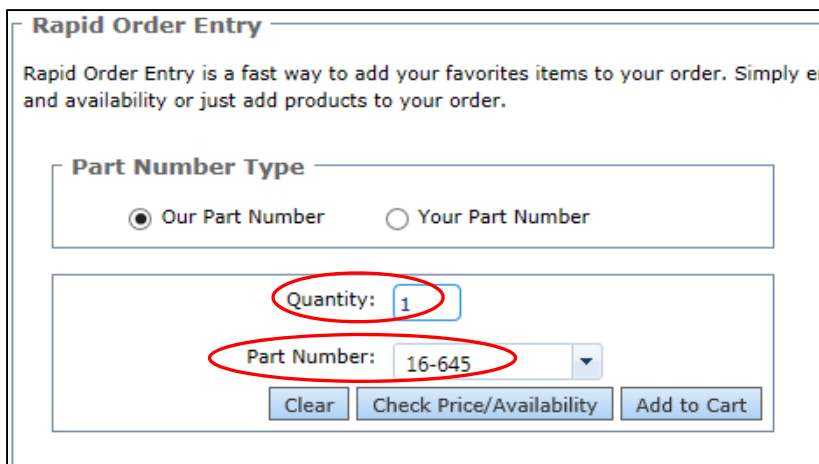 Rapid Order Entry
Rapid Order Entry is a fast way to add your favorites items to your order. Simply
and availability or just add products to your order.
Part Number Type
Our Part Number Your Part Number
Quantity: 1
Part Number: 16-645
Clear Check Price/Availability Add to Cart